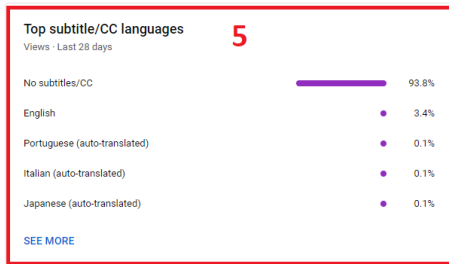 Top subtitle/CC languages
5
Views · Last 28 days
No subtitles/CC 93.8%
English 3.4%
Portuguese (auto-translated) 0.1%
Italian (auto-translated) 0.1%
Japanese (auto-translated) 0.1%
SEE MORE